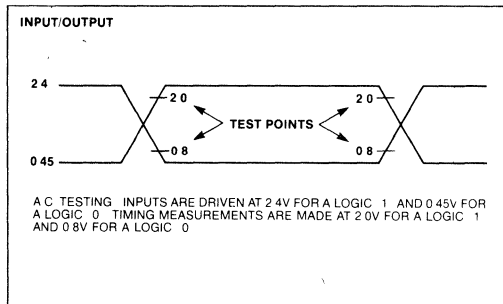 INPUT/OUTPUT
2 4
2 0
2 0
TEST POINTS
0 8
0 8
0 45
A C TESTING INPUTS ARE DRIVEN AT 2 4V FOR A LOGIC 1 AND 0 45V FOR
A LOGIC 0 TIMING MEASUREMENTS ARE MADE AT 2 0V FOR A LOGIC 1
AND 0 8V FOR A LOGIC 0